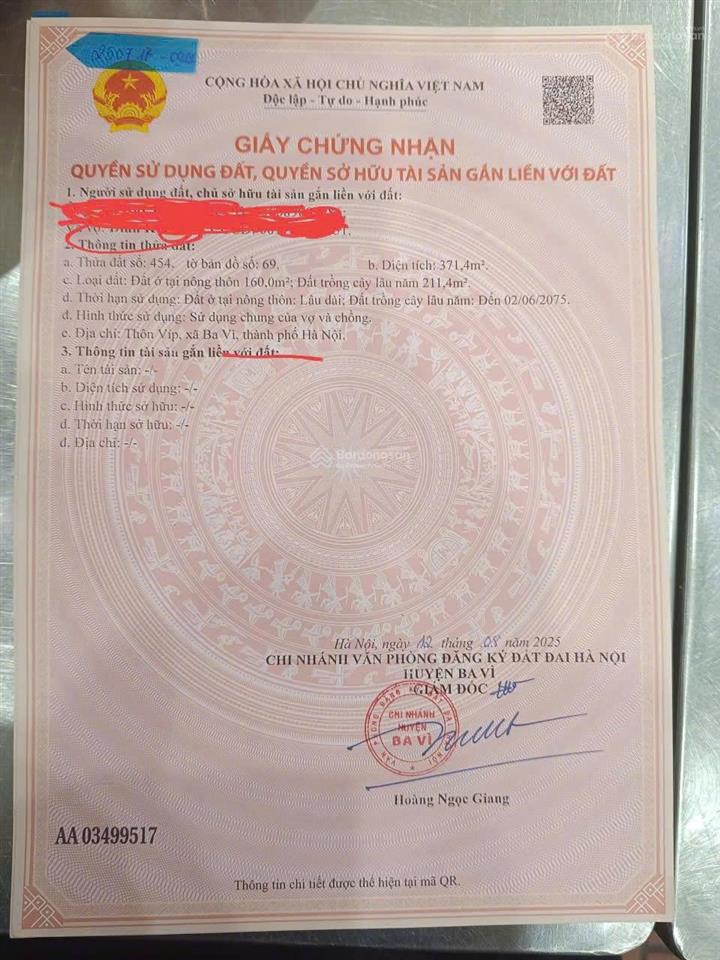 CỘNG HÒA XÃ HỘI CHỦ NGHĨA VIỆT NAM
Độc lập - Tự do - Hạnh phúc
GIẤY CHỨNG NHẬN
QUYỀN SỬ DỤNG ĐẤT, QUYỀN SỞ HỮU TÀI SẢN GẮN LIỀN VỚI ĐẤT
1. Người sử dụng đất, chủ sở hữu tài sản gắn liền với đất:
2. Thông tin thửa đất:
a. Thửa đất số: 454, tờ bản đồ số: 69, b. Diện tích: 371,4m².
c. Loại đất: Đất ở tại nông thôn 160,0m²; Đất trồng cây lâu năm 211,4m².
d. Thời hạn sử dụng: Đất ở tại nông thôn: Lâu dài; Đất trồng cây lâu năm: Đến 02/06/2075.
đ. Hình thức sử dụng: Sử dụng chung của vợ và chồng.
e. Địa chỉ: Thôn Víp, xã Ba Vì, thành phố Hà Nội.
3. Thông tin tài sản gắn liền với đất:
a. Tên tài sản: -/-
b. Diện tích sử dụng: -/-
c. Hình thức sở hữu: -/-
d. Thời hạn sở hữu: -/-
đ. Địa chỉ: -/-
Batdongsan
Hà Nội, ngày 12 tháng 08 năm 2025
CHI NHÁNH VĂN PHÒNG ĐĂNG KÝ ĐẤT ĐAI HÀ NỘI
HUYỆN BA VÌ
GIÁM ĐỐC
CHI NHÁNH
HUYỆN
BA VÌ
Hoàng Ngọc Giang
AA 03499517
Thông tin chi tiết được thể hiện tại mã QR.